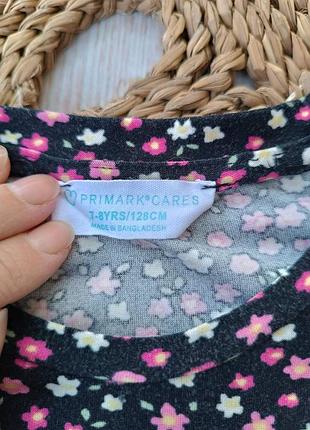 PRIMARK®CARES
7-8YRS/128CM
MADE IN BANGLADESH